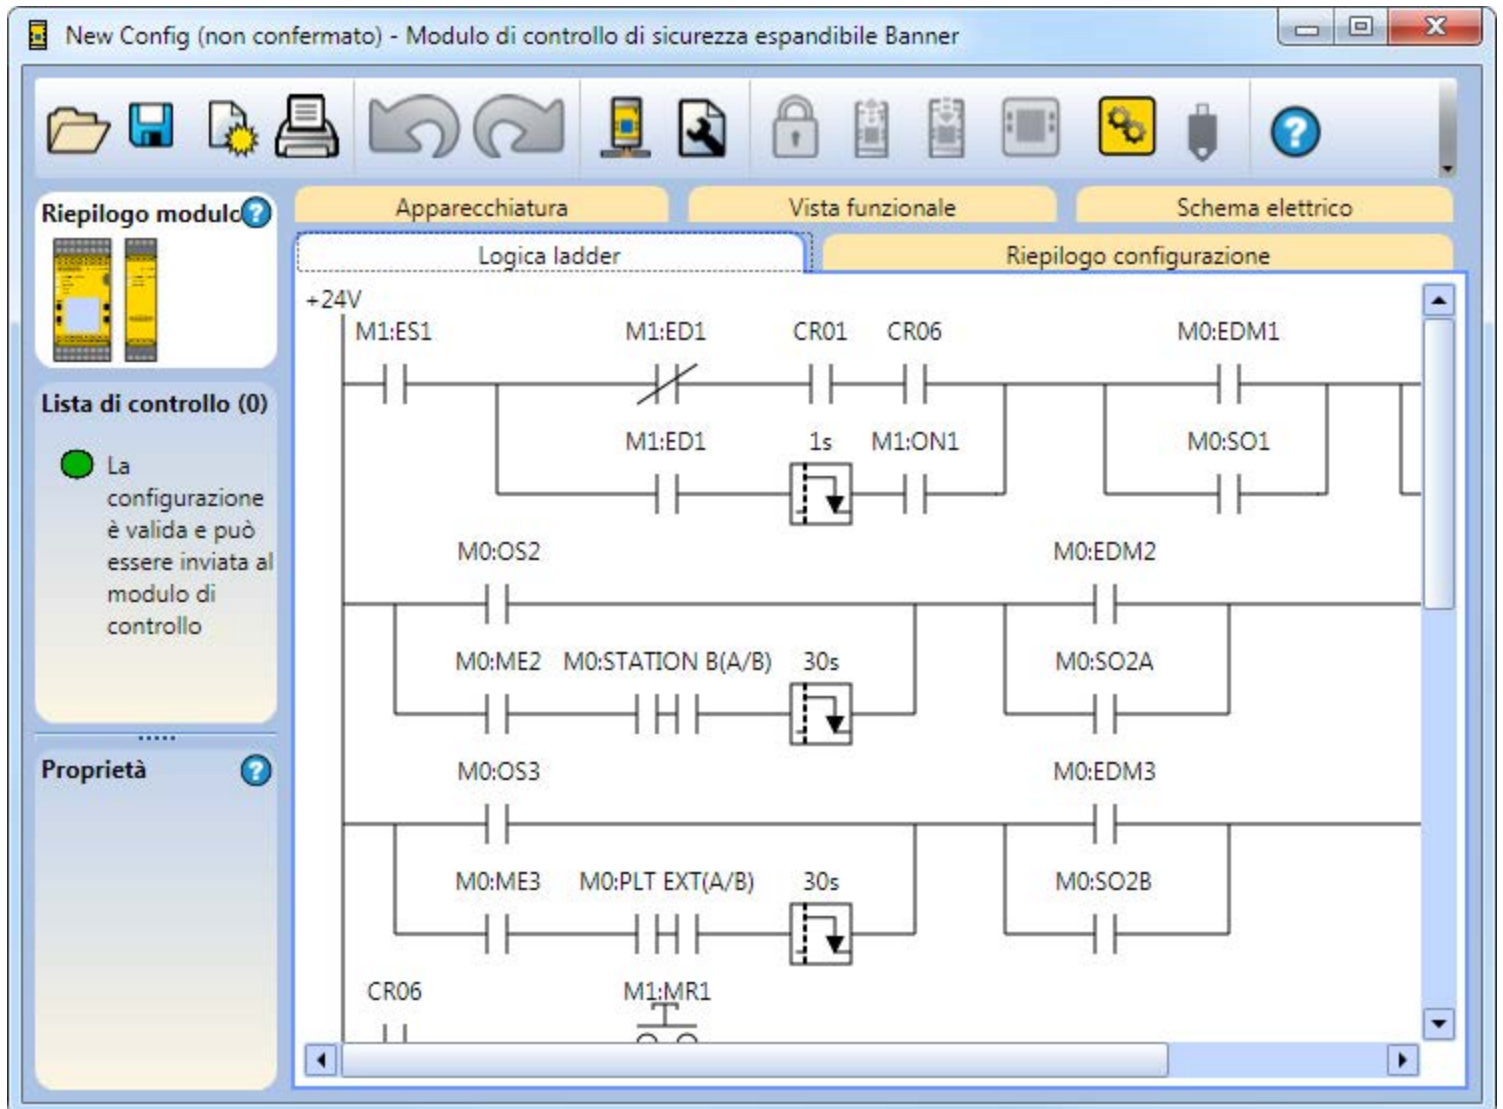 New Config (non confermato) - Modulo di controllo di sicurezza espandibile Banner
Riepilogo modulo
Apparecchiatura
Vista funzionale
Schema elettrico
Logica ladder
Riepilogo configurazione
Lista di controllo (0)
La
configurazione
è valida e può
essere inviata al
modulo di
controllo
Proprietà
+24V
M1:ES1 M1:ED1 CR01 CR06 M0:EDM1
M1:ED1 1s M1:ON1 M0:SO1
M0:OS2 M0:EDM2
M0:ME2 M0:STATION B(A/B) 30s M0:SO2A
M0:OS3 M0:EDM3
M0:ME3 M0:PLT EXT(A/B) 30s M0:SO2B
CR06 M1:MR1